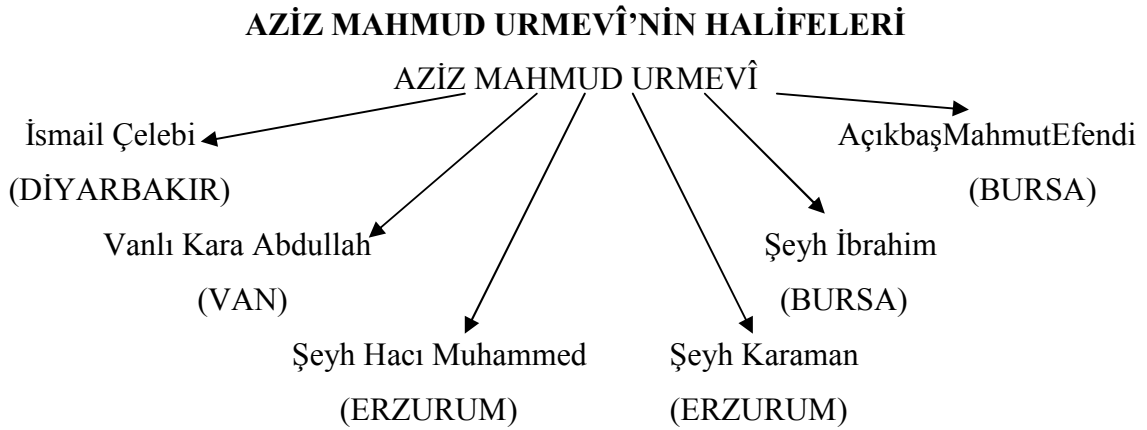 AZİZ MAHMUD URMEVÎ’NİN HALİFELERİ
AZİZ MAHMUD URMEVÎ
İsmail Çelebi
(DİYARBAKIR)
AçıkbaşMahmutEfendi
(BURSA)
Vanlı Kara Abdullah
(VAN)
Şeyh İbrahim
(BURSA)
Şeyh Hacı Muhammed
(ERZURUM)
Şeyh Karaman
(ERZURUM)